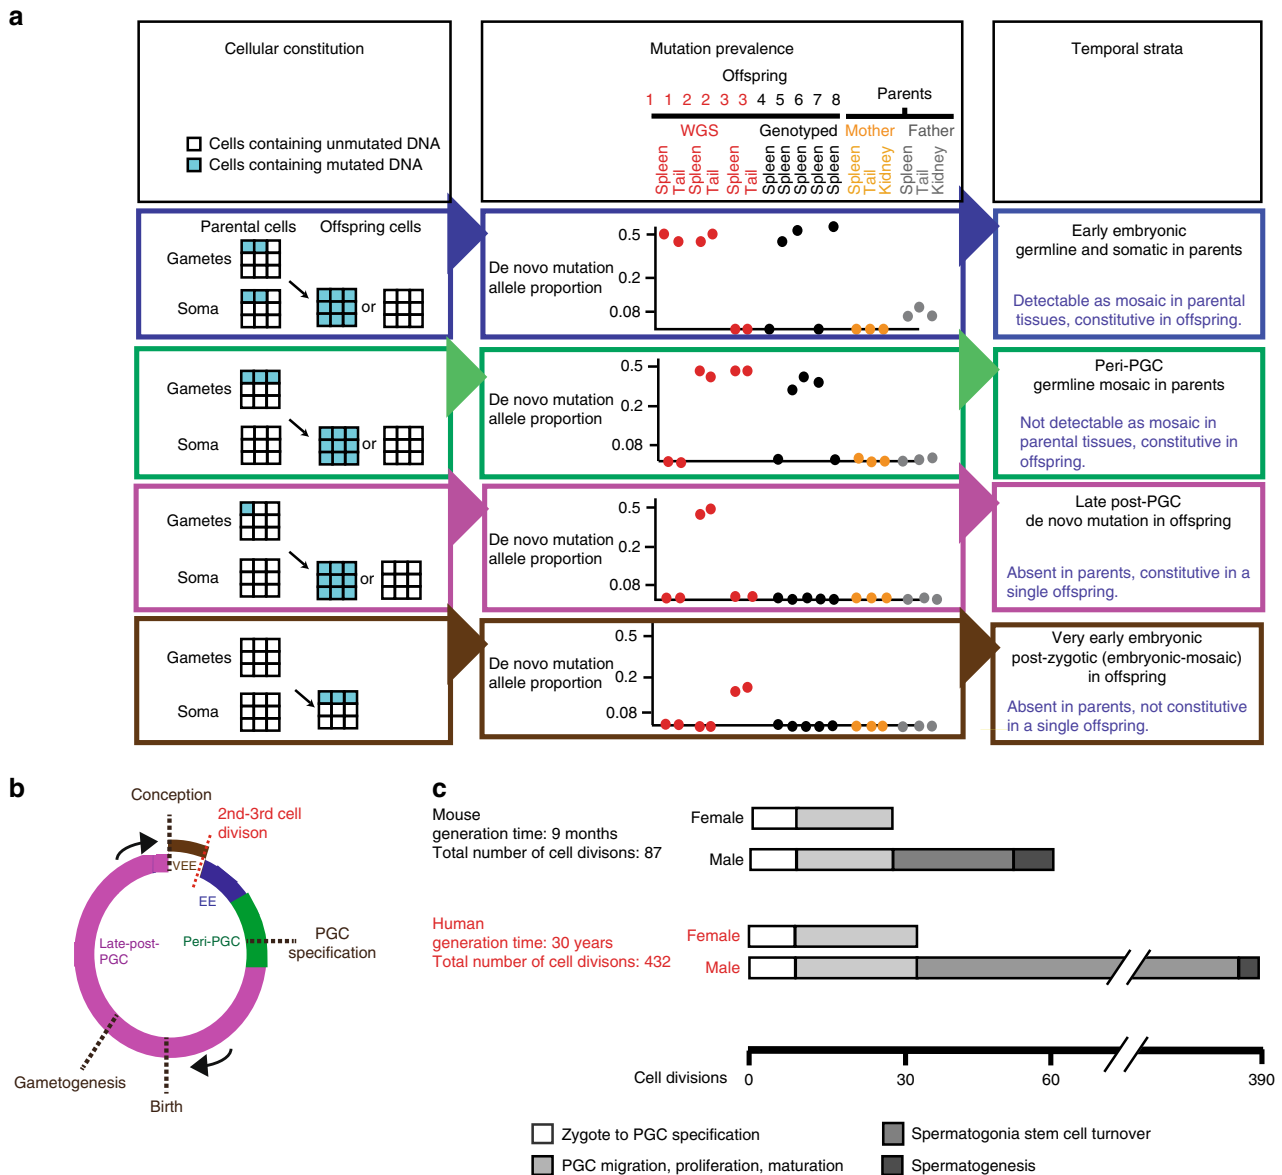 a
Cellular constitution
Cells containing unmutated DNA
Cells containing mutated DNA
Mutation prevalence
Offspring
1 1 2 2 3 3 4 5 6 7 8
Parents
WGS
Genotyped
Mother
Father
Spleen
Tail
Spleen
Tail
Spleen
Tail
Spleen
Spleen
Spleen
Spleen
Spleen
Spleen
Tail
Kidney
Spleen
Tail
Kidney
Temporal strata
Parental cells
Offspring cells
Gametes
Soma
or
De novo mutation
allele proportion
0.5
0.2
0.08
Early embryonic
germline and somatic in parents
Detectable as mosaic in parental
tissues, constitutive in offspring.
Gametes
Soma
or
De novo mutation
allele proportion
0.5
0.2
0.08
Peri-PGC
germline mosaic in parents
Not detectable as mosaic in
parental tissues, constitutive in
offspring.
Gametes
Soma
or
De novo mutation
allele proportion
0.5
0.2
0.08
Late post-PGC
de novo mutation in offspring
Absent in parents, constitutive in a
single offspring.
Gametes
Soma
De novo mutation
allele proportion
0.5
0.2
0.08
Very early embryonic
post-zygotic (embryonic-mosaic)
in offspring
Absent in parents, not constitutive
in a single offspring.
b
Conception
2nd-3rd cell
divison
VEE
EE
Peri-PGC
PGC
specification
Late-post-
PGC
Gametogenesis
Birth
c
Mouse
generation time: 9 months
Total number of cell divisons: 87
Female
Male
Human
generation time: 30 years
Total number of cell divisons: 432
Female
Male
Cell divisions
0
30
60
390
Zygote to PGC specification
PGC migration, proliferation, maturation
Spermatogonia stem cell turnover
Spermatogenesis